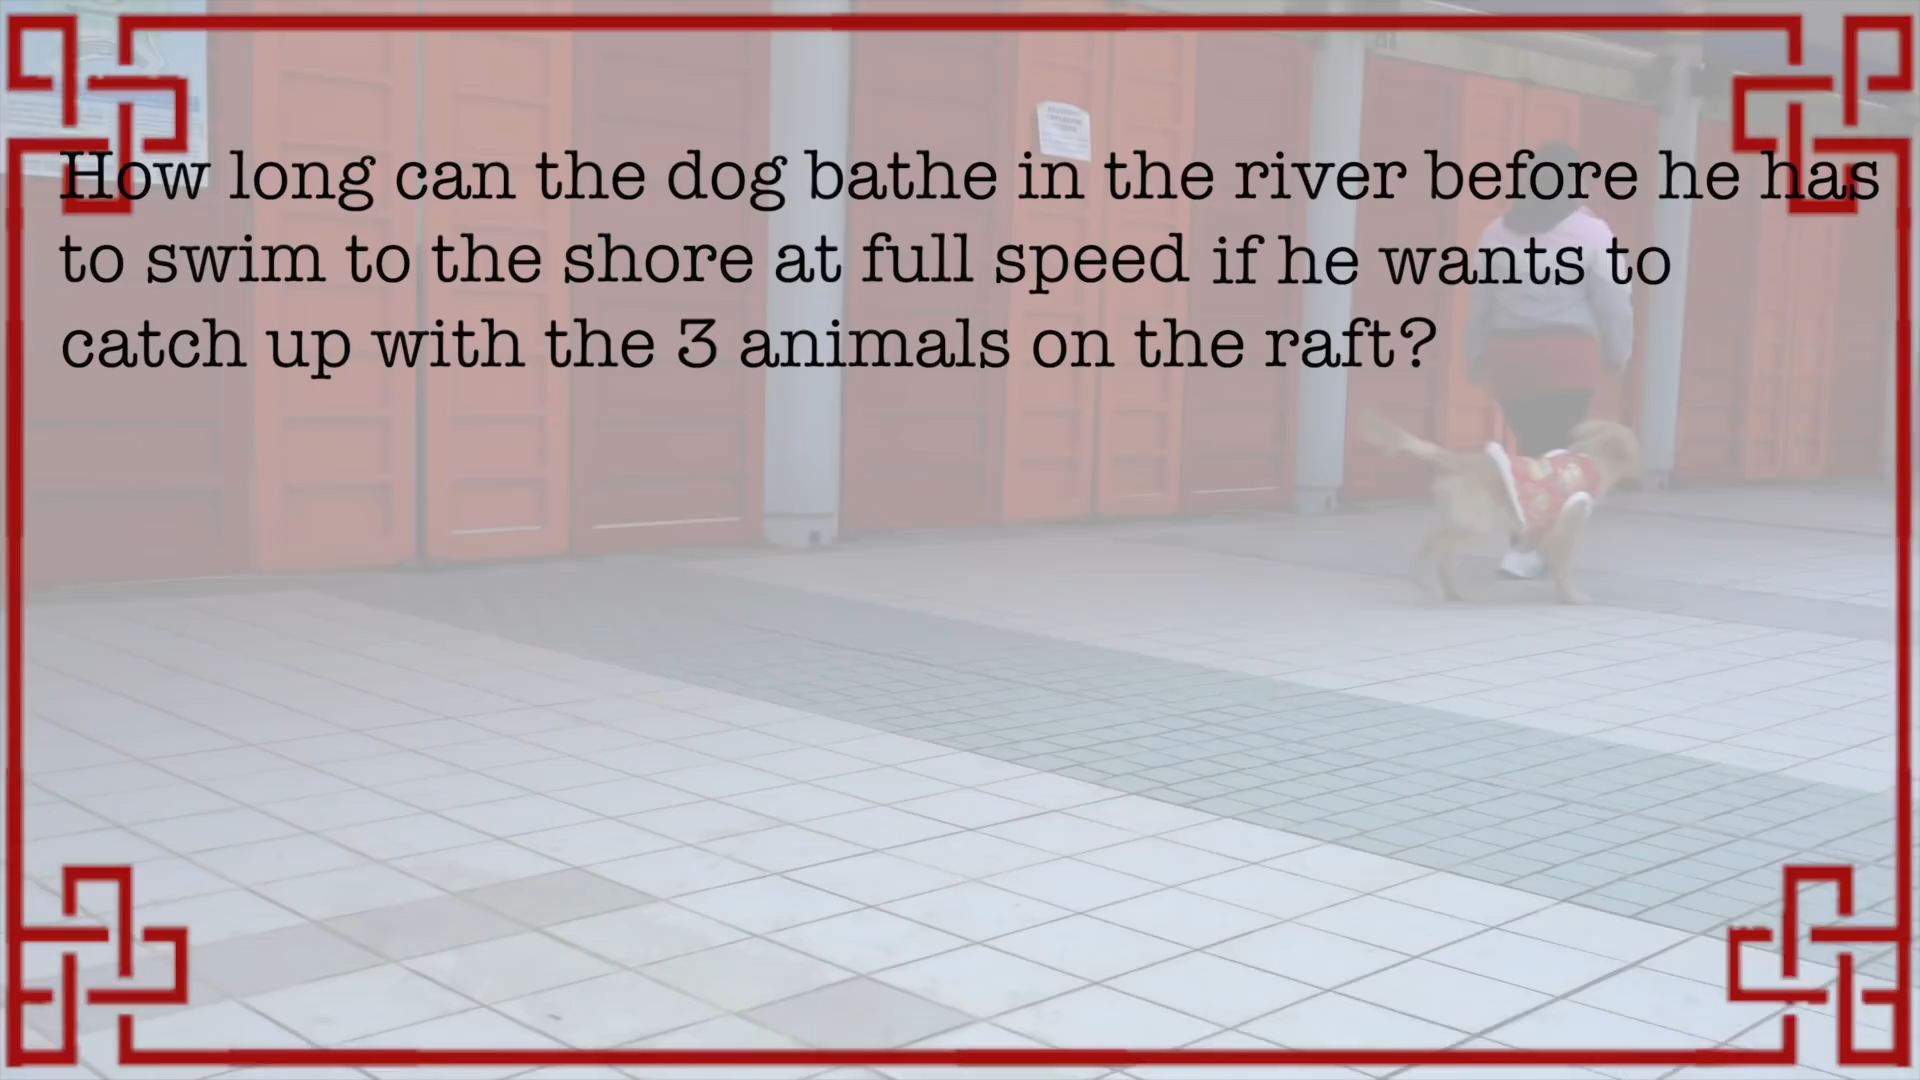 How long can the dog bathe in the river before he has
to swim to the shore at full speed if he wants to
catch up with the 3 animals on the raft?